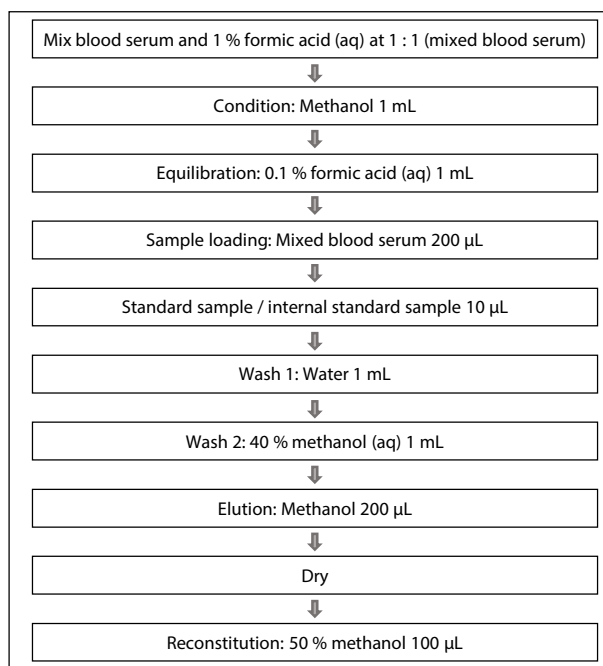 Mix blood serum and 1 % formic acid (aq) at 1 : 1 (mixed blood serum)
Condition: Methanol 1 mL
Equilibration: 0.1 % formic acid (aq) 1 mL
Sample loading: Mixed blood serum 200 µL
Standard sample / internal standard sample 10 µL
Wash 1: Water 1 mL
Wash 2: 40 % methanol (aq) 1 mL
Elution: Methanol 200 µL
Dry
Reconstitution: 50 % methanol 100 µL